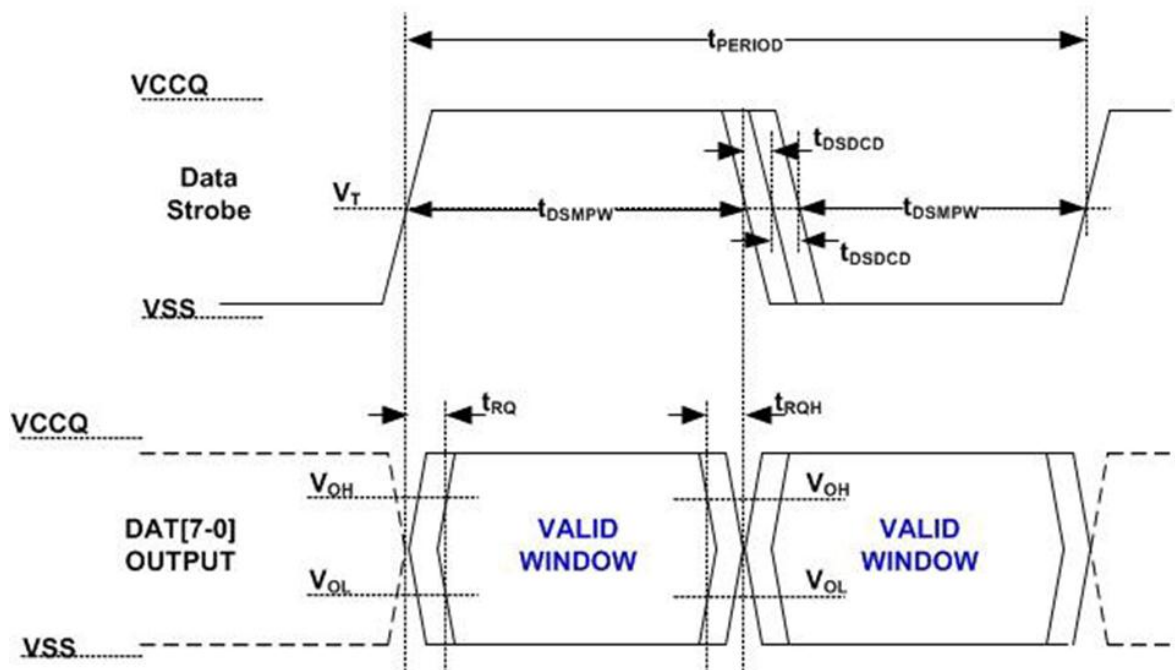 tPERIOD
VCCQ
tDSDCD
Data
Strobe
VT
tDSMPW
tDSMPW
tDSDCD
VSS
tRQ
tRQH
VCCQ
VOH
VOH
DAT[7-0]
OUTPUT
VALID
WINDOW
VALID
WINDOW
VOL
VOL
VSS